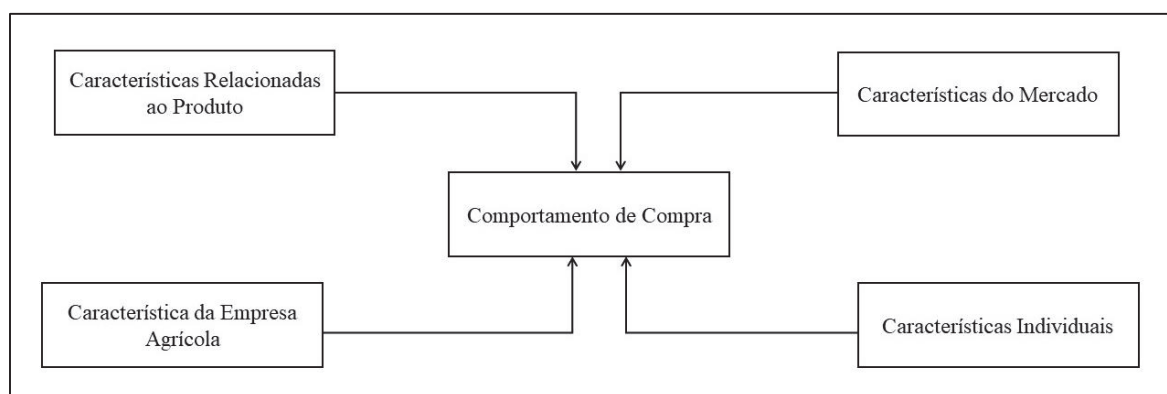 Características Relacionadas
ao Produto
Características do Mercado
Comportamento de Compra
Característica da Empresa
Agrícola
Características Individuais